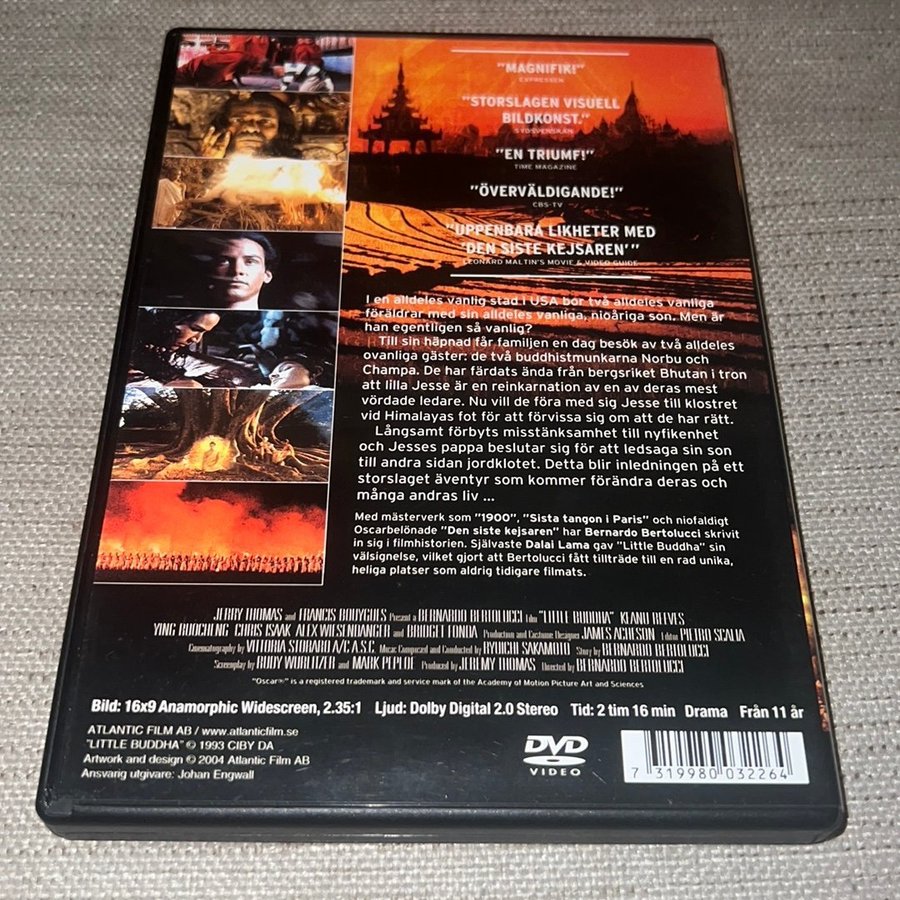 "MAGNIFIK!"
EXPRESSEN
"STORSLAGEN VISUELL
BILDKONST."
SYDSVENSKAN
"EN TRIUMF!"
TIME MAGAZINE
"ÖVERVÄLDIGANDE!"
CBS-TV
"UPPENBARA LIKHETER MED
'DEN SISTE KEJSAREN'"
LEONARD MALTIN'S MOVIE & VIDEO GUIDE
I en alldeles vanlig stad i USA bor två alldeles vanliga
föräldrar med sin alldeles vanliga, nioåriga son. Men är
han egentligen så vanlig?
Till sin häpnad får familjen en dag besök av två alldeles
ovanliga gäster: de två buddhistmunkarna Norbu och
Champa. De har färdats ända från bergsriket Bhutan i tron
att lilla Jesse är en reinkarnation av en av deras mest
vördade ledare. Nu vill de föra med sig Jesse till klostret
vid Himalayas fot för att förvissa sig om att de har rätt.
Långsamt förbyts misstänksamhet till nyfikenhet
och Jesses pappa beslutar sig för att ledsaga sin son
till andra sidan jordklotet. Detta blir inledningen på ett
storslaget äventyr som kommer förändra deras och
många andras liv ...
Med mästerverk som "1900", "Sista tangon i Paris" och niofaldigt
Oscarbelönade "Den siste kejsaren" har Bernardo Bertolucci skrivit
in sig i filmhistorien. Självaste Dalai Lama gav "Little Buddha" sin
välsignelse, vilket gjort att Bertolucci fått tillträde till en rad unika,
heliga platser som aldrig tidigare filmats.
JERRY THOMAS and FRANCIS BOUYGUES Present a BERNARDO BERTOLUCCI Film "LITTLE BUDDHA" KEANU REEVES
YING RUOCHENG CHRIS ISAAK ALEX WIESENDANGER and BRIDGET FONDA Production and Costume Designer JAMES ACHESON Editor PIETRO SCALIA
Cinematography by VITTORIA STORARO A/C A.S.C. Music Composed and Conducted by RYUICHI SAKAMOTO Story by BERNARDO BERTOLUCCI
Screenplay by RUDY WURLITZER and MARK PEPLOE Produced by JEREMY THOMAS Directed by BERNARDO BERTOLUCCI
"Oscar®" is a registered trademark and service mark of the Academy of Motion Picture Art and Sciences
Bild: 16x9 Anamorphic Widescreen, 2.35:1 Ljud: Dolby Digital 2.0 Stereo Tid: 2 tim 16 min Drama Från 11 år
ATLANTIC FILM AB / www.atlanticfilm.se
"LITTLE BUDDHA" © 1993 CIBY DA
Artwork and design © 2004 Atlantic Film AB
Ansvarig utgivare: Johan Engwall
DVD
VIDEO
7 319980 032264